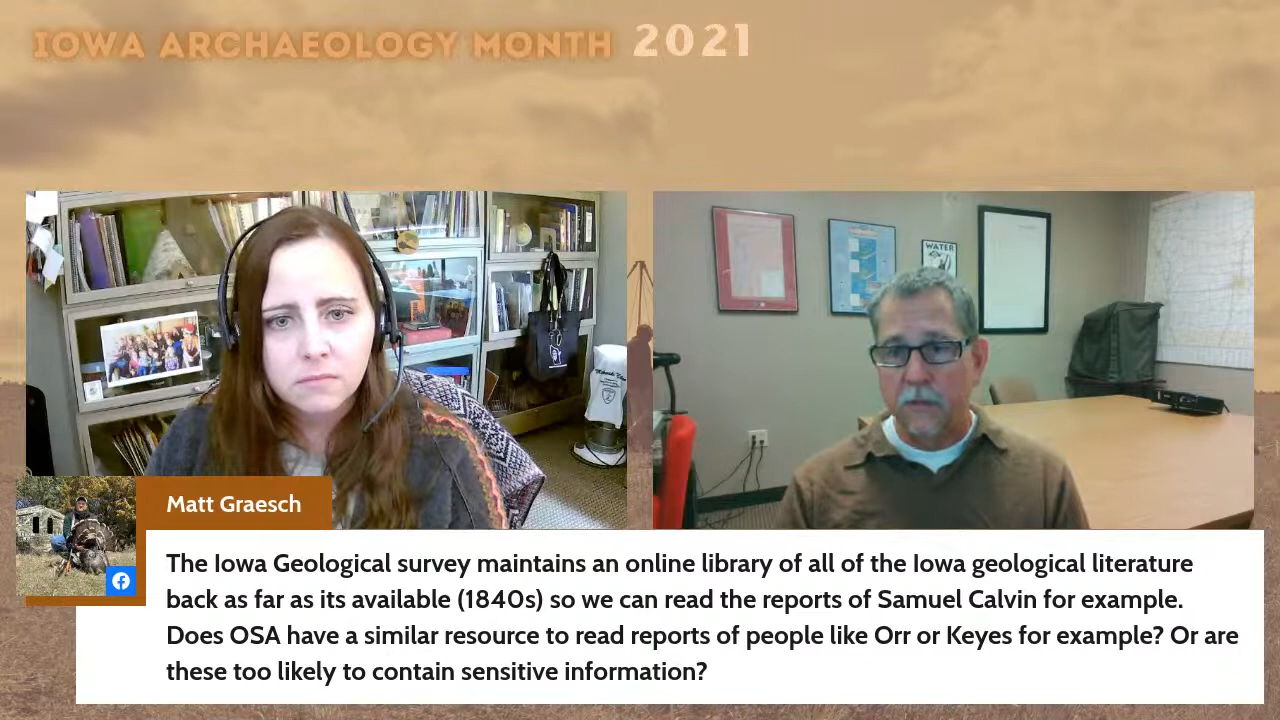 IOWA ARCHAEOLOGY MONTH 2021
WATER
Matt Graesch
The Iowa Geological survey maintains an online library of all of the Iowa geological literature
back as far as its available (1840s) so we can read the reports of Samuel Calvin for example.
Does OSA have a similar resource to read reports of people like Orr or Keyes for example? Or are
these too likely to contain sensitive information?